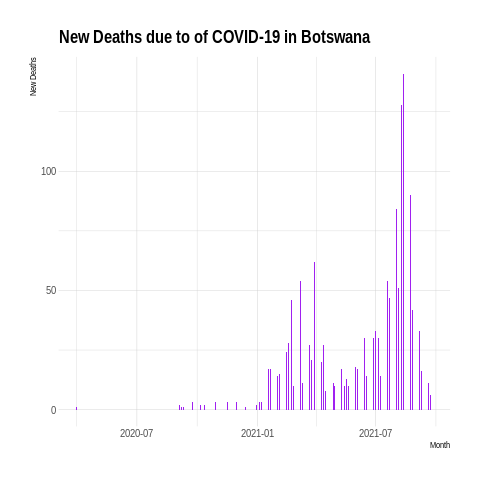 New Deaths due to of COVID-19 in Botswana
New Deaths
100
50
0
2020-07
2021-01
2021-07
Month